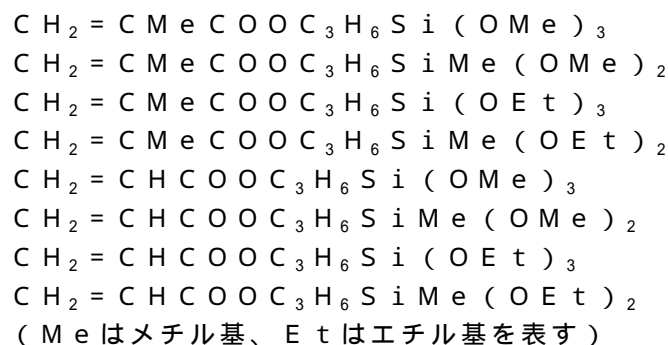 ＣＨ₂＝ＣＭｅＣＯＯＣ₃Ｈ₆Ｓｉ（ＯＭｅ）₃
ＣＨ₂＝ＣＭｅＣＯＯＣ₃Ｈ₆ＳｉＭｅ（ＯＭｅ）₂
ＣＨ₂＝ＣＭｅＣＯＯＣ₃Ｈ₆Ｓｉ（ＯＥｔ）₃
ＣＨ₂＝ＣＭｅＣＯＯＣ₃Ｈ₆ＳｉＭｅ（ＯＥｔ）₂
ＣＨ₂＝ＣＨＣＯＯＣ₃Ｈ₆Ｓｉ（ＯＭｅ）₃
ＣＨ₂＝ＣＨＣＯＯＣ₃Ｈ₆ＳｉＭｅ（ＯＭｅ）₂
ＣＨ₂＝ＣＨＣＯＯＣ₃Ｈ₆Ｓｉ（ＯＥｔ）₃
ＣＨ₂＝ＣＨＣＯＯＣ₃Ｈ₆ＳｉＭｅ（ＯＥｔ）₂
（Ｍｅはメチル基、Ｅｔはエチル基を表す）